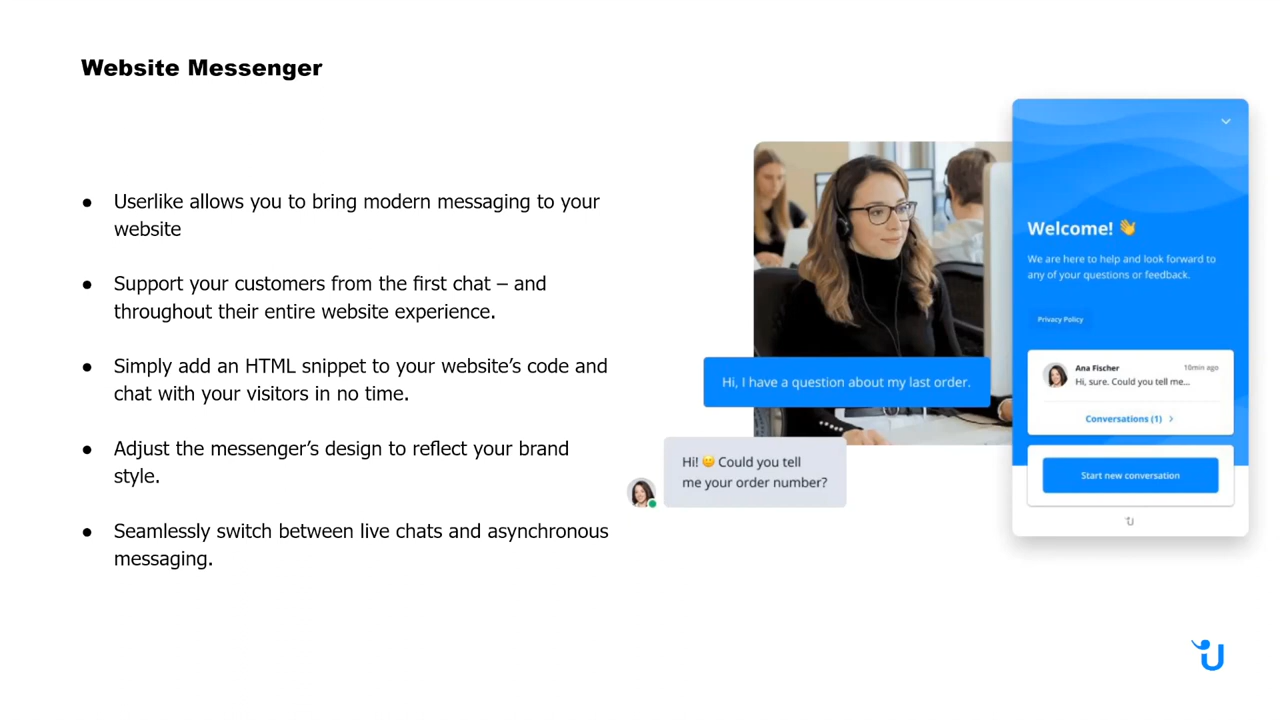 Website Messenger
● Userlike allows you to bring modern messaging to your
website
● Support your customers from the first chat – and
throughout their entire website experience.
● Simply add an HTML snippet to your website’s code and
chat with your visitors in no time.
● Adjust the messenger’s design to reflect your brand
style.
● Seamlessly switch between live chats and asynchronous
messaging.
Hi, I have a question about my last order.
Hi! 😊 Could you tell
me your order number?
Welcome! 👋
We are here to help and look forward to
any of your questions or feedback.
Privacy Policy
Ana Fischer 10min ago
Hi, sure. Could you tell me...
Conversations (1) >
Start new conversation